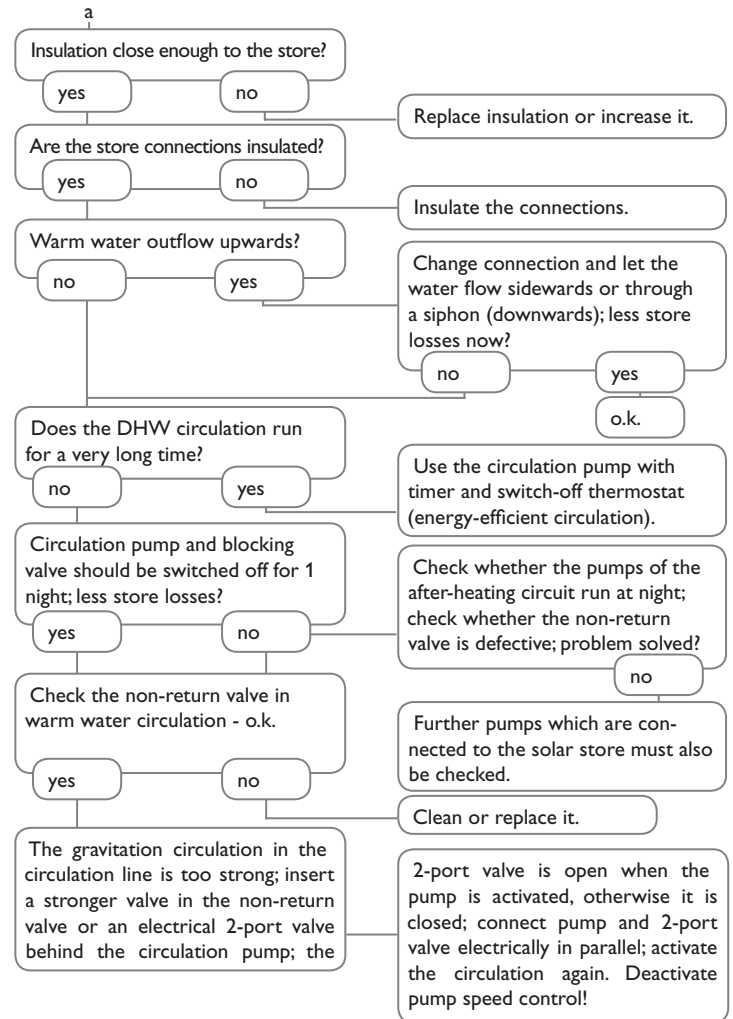 a
Insulation close enough to the store?
yes
no
Replace insulation or increase it.
Are the store connections insulated?
yes
no
Insulate the connections.
Warm water outflow upwards?
no
yes
Change connection and let the
water flow sidewards or through
a siphon (downwards); less store
losses now?
no
yes
o.k.
Does the DHW circulation run
for a very long time?
no
yes
Use the circulation pump with
timer and switch-off thermostat
(energy-efficient circulation).
Circulation pump and blocking
valve should be switched off for 1
night; less store losses?
yes
no
Check whether the pumps of the
after-heating circuit run at night;
check whether the non-return
valve is defective; problem solved?
no
Further pumps which are con-
nected to the solar store must also
be checked.
Check the non-return valve in
warm water circulation - o.k.
yes
no
Clean or replace it.
The gravitation circulation in the
circulation line is too strong; insert
a stronger valve in the non-return
valve or an electrical 2-port valve
behind the circulation pump; the
2-port valve is open when the
pump is activated, otherwise it is
closed; connect pump and 2-port
valve electrically in parallel; activate
the circulation again. Deactivate
pump speed control!